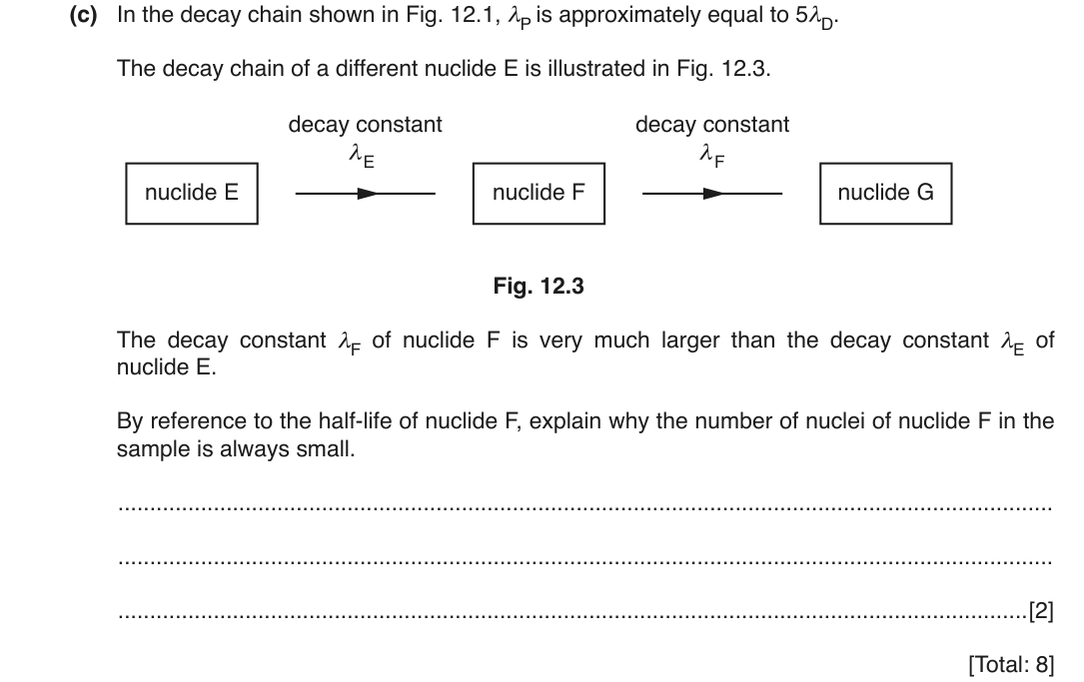 (c) In the decay chain shown in Fig. 12.1, λP is approximately equal to 5λD.
The decay chain of a different nuclide E is illustrated in Fig. 12.3.
decay constant decay constant
λE λF
nuclide E nuclide F nuclide G
Fig. 12.3
The decay constant λF of nuclide F is very much larger than the decay constant λE of
nuclide E.
By reference to the half-life of nuclide F, explain why the number of nuclei of nuclide F in the
sample is always small.
..........................................................................................................................................
..........................................................................................................................................
......................................................................................................................................[2]
[Total: 8]